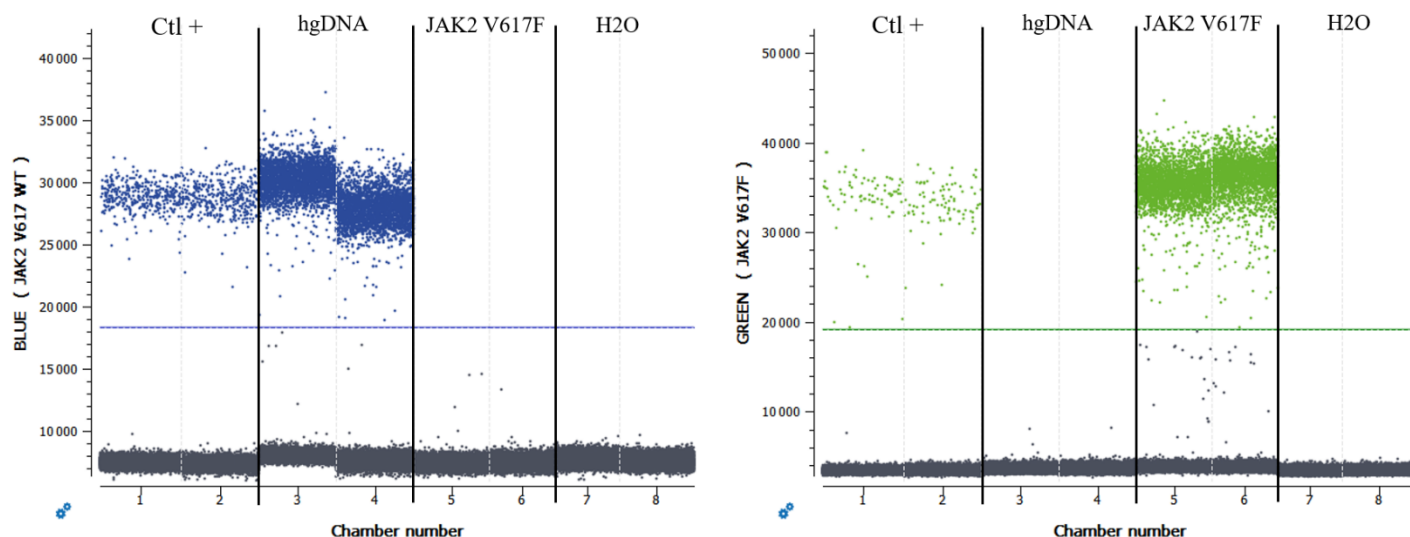 Ctl + hgDNA JAK2 V617F H2O
40 000
35 000
30 000
25 000
20 000
15 000
10 000
BLUE ( JAK2 V617 WT )
1 2 3 4 5 6 7 8
Chamber number
Ctl + hgDNA JAK2 V617F H2O
50 000
40 000
30 000
20 000
10 000
GREEN ( JAK2 V617F )
1 2 3 4 5 6 7 8
Chamber number